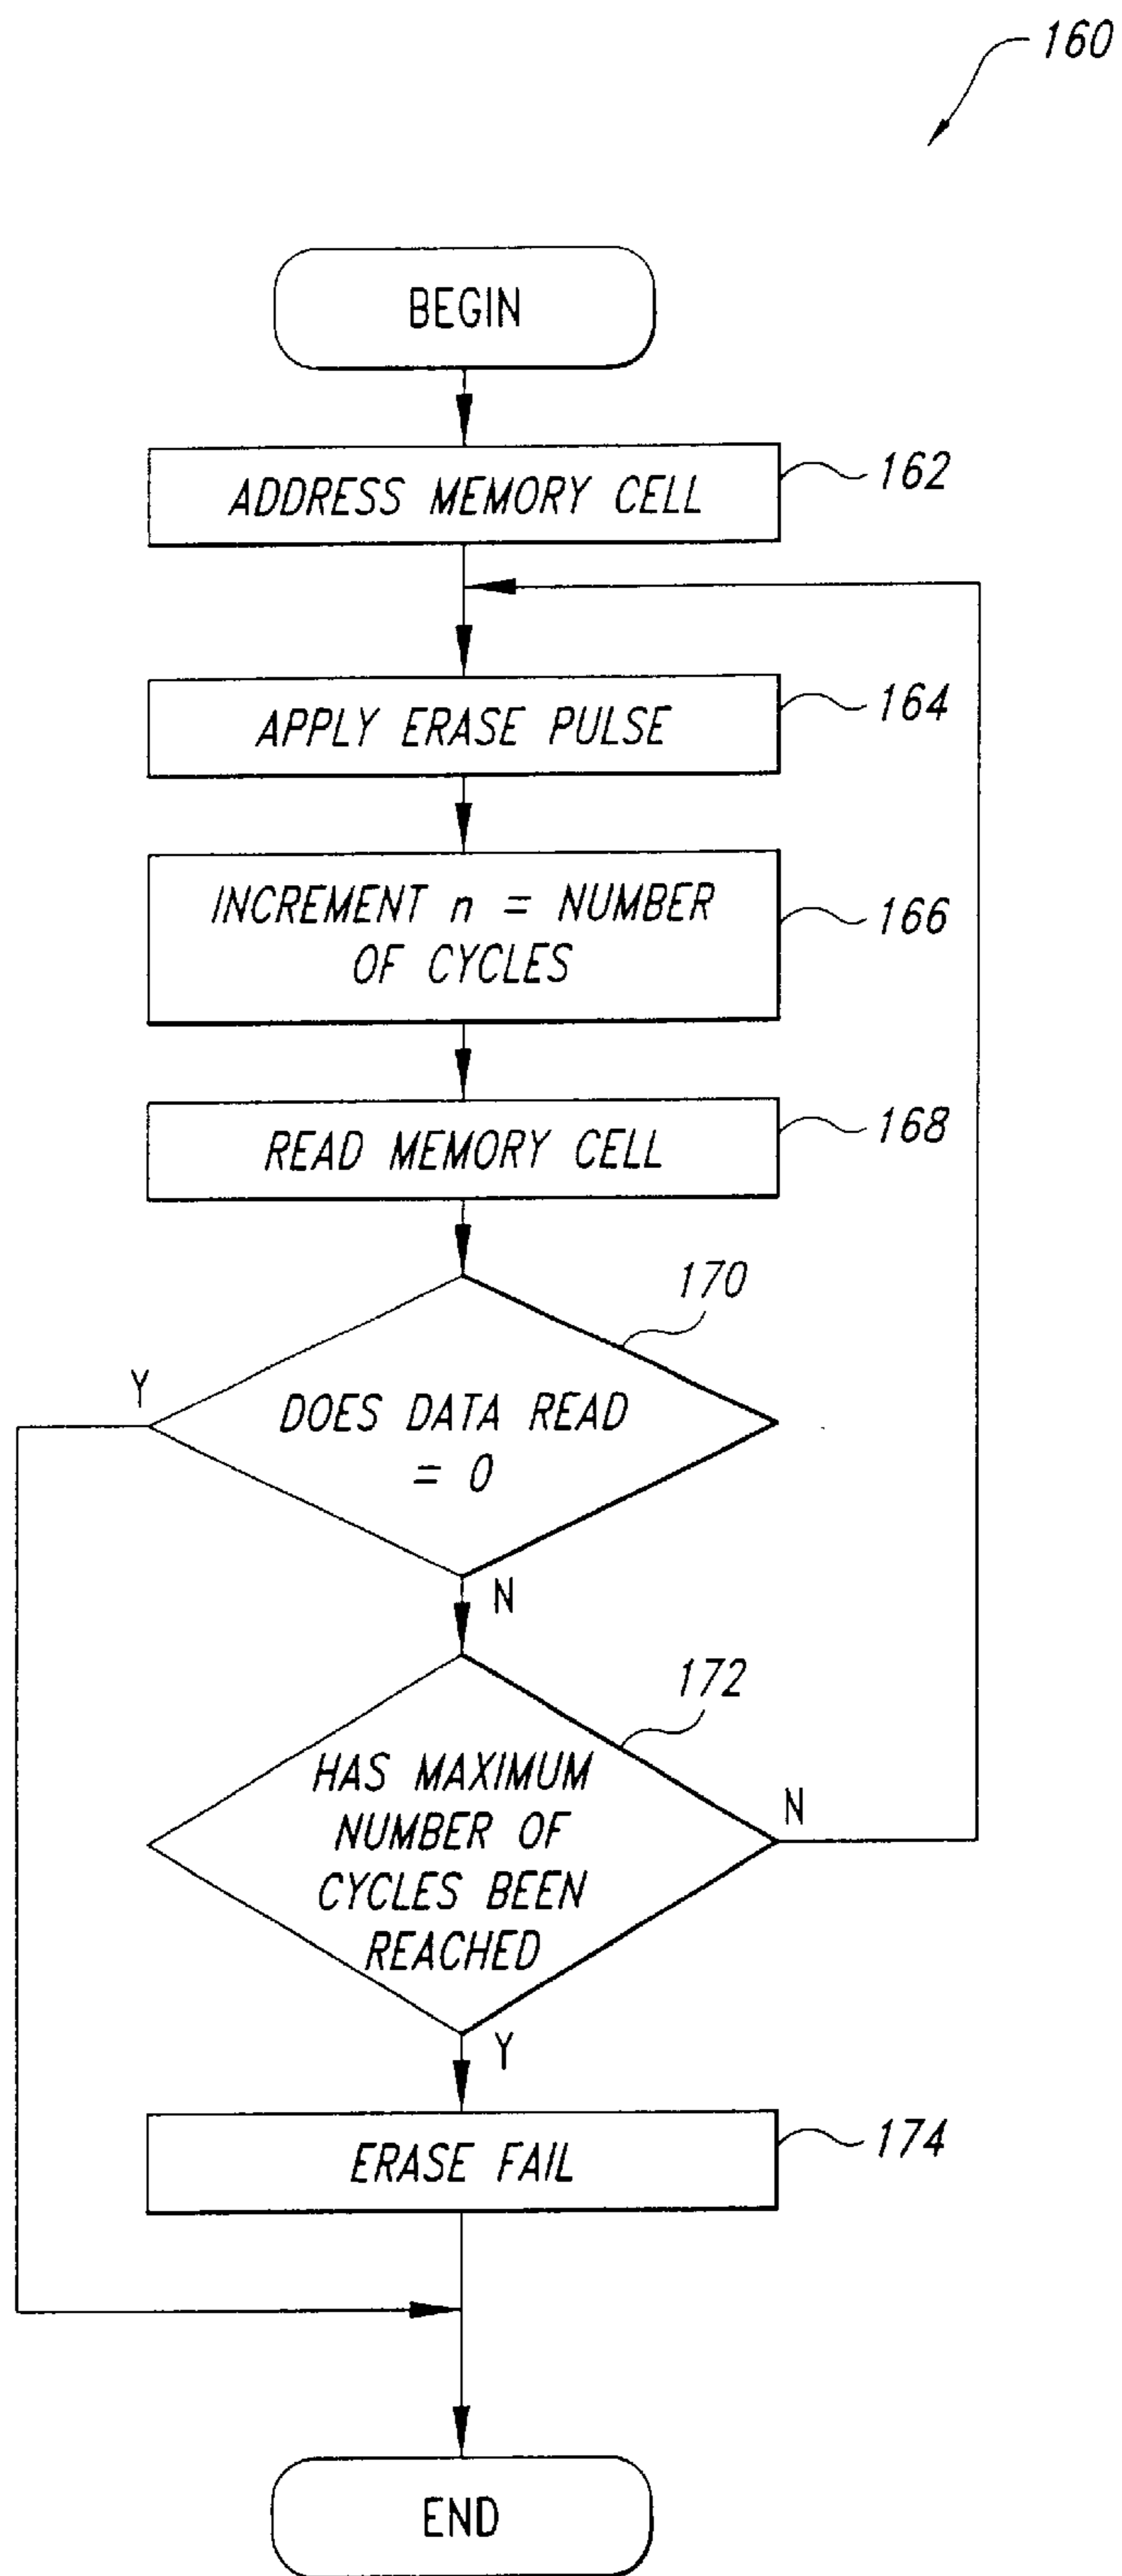 160
BEGIN
ADDRESS MEMORY CELL
162
APPLY ERASE PULSE
164
INCREMENT n = NUMBER
OF CYCLES
166
READ MEMORY CELL
168
170
Y
DOES DATA READ
= 0
N
172
HAS MAXIMUM
NUMBER OF
CYCLES BEEN
REACHED
N
Y
ERASE FAIL
174
END